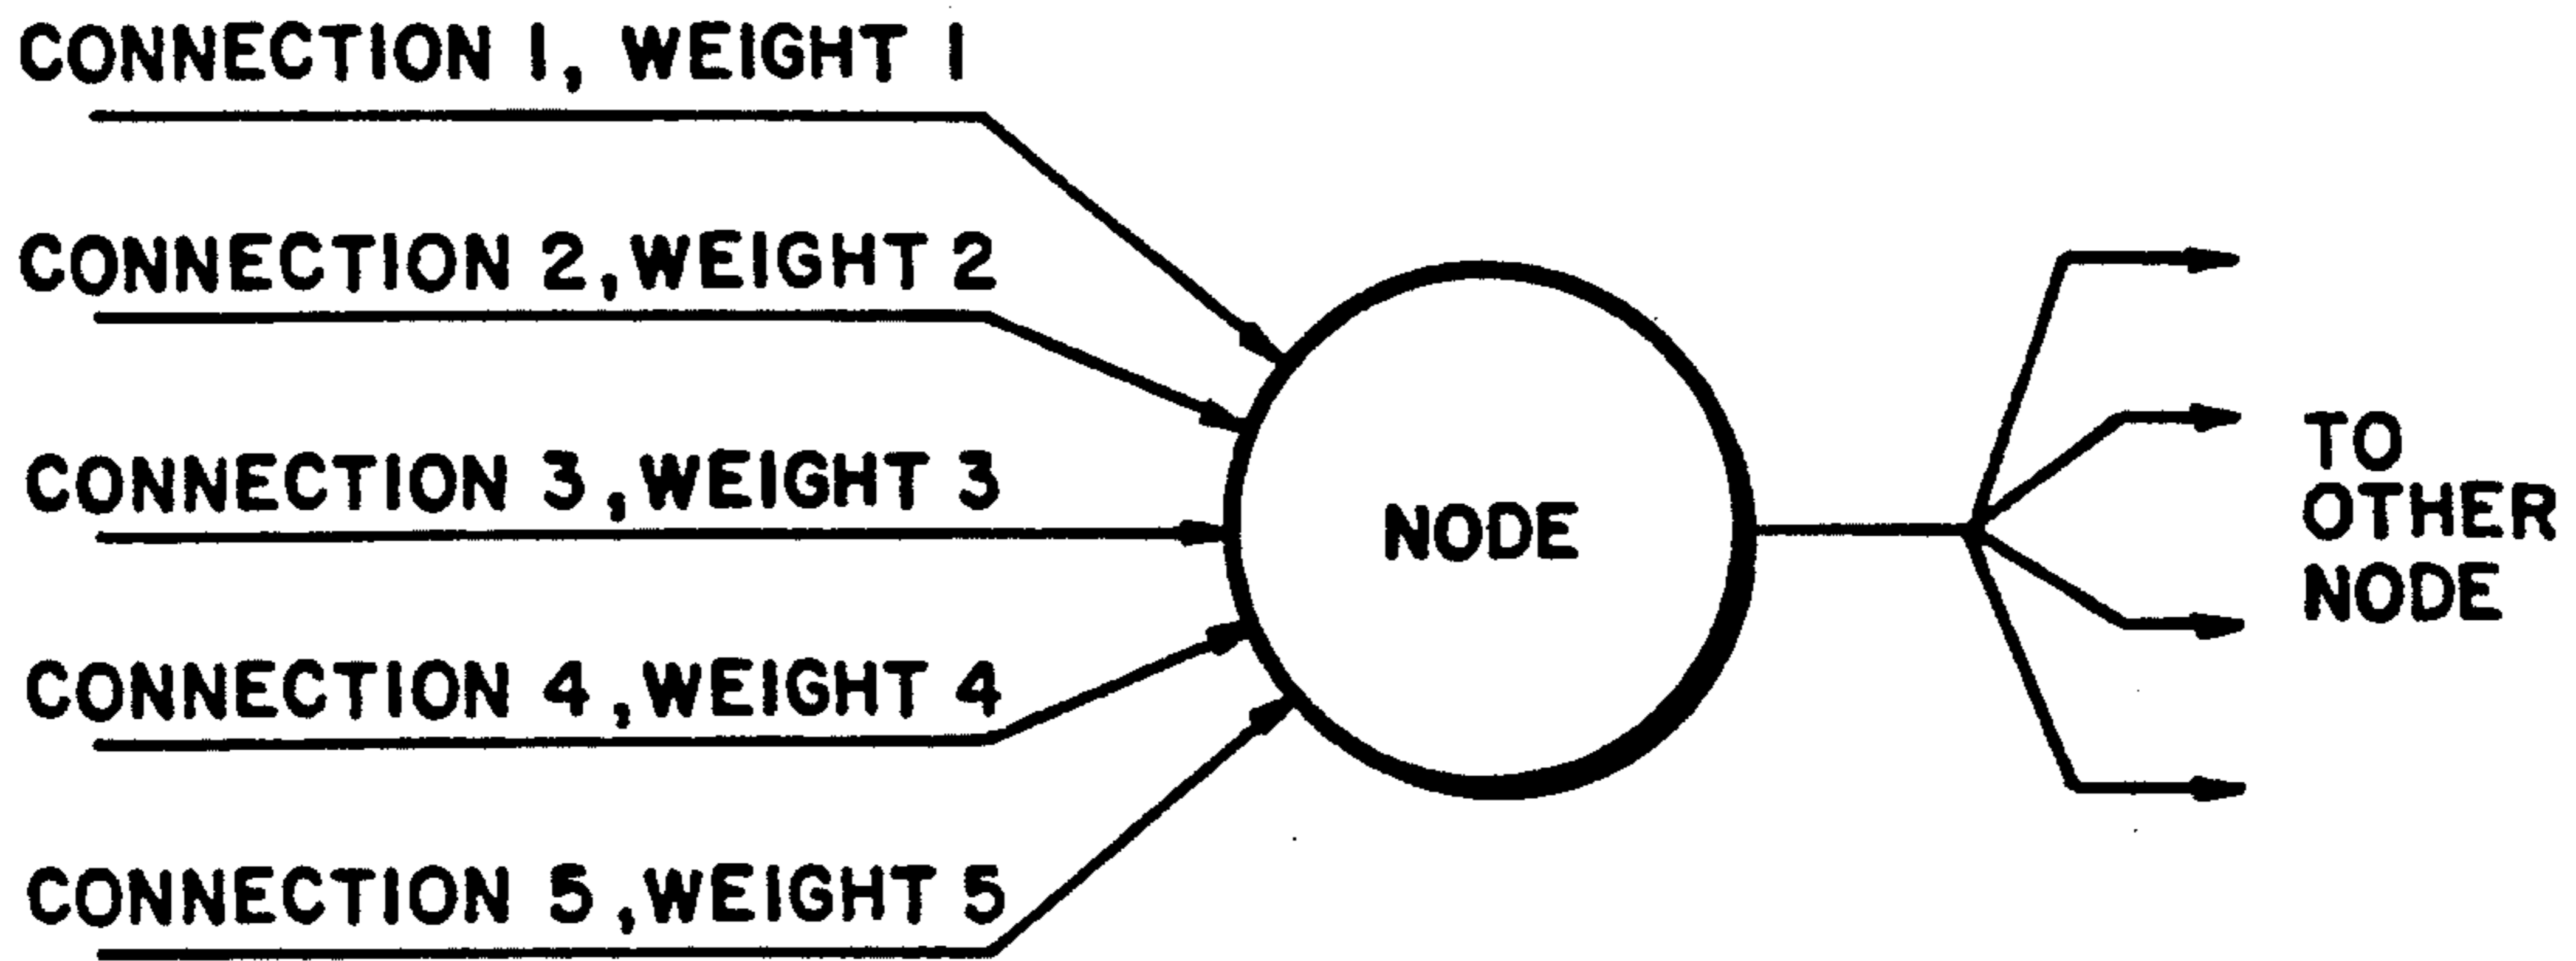 CONNECTION 1, WEIGHT 1
CONNECTION 2, WEIGHT 2
CONNECTION 3, WEIGHT 3
CONNECTION 4, WEIGHT 4
CONNECTION 5, WEIGHT 5
NODE
TO
OTHER
NODE